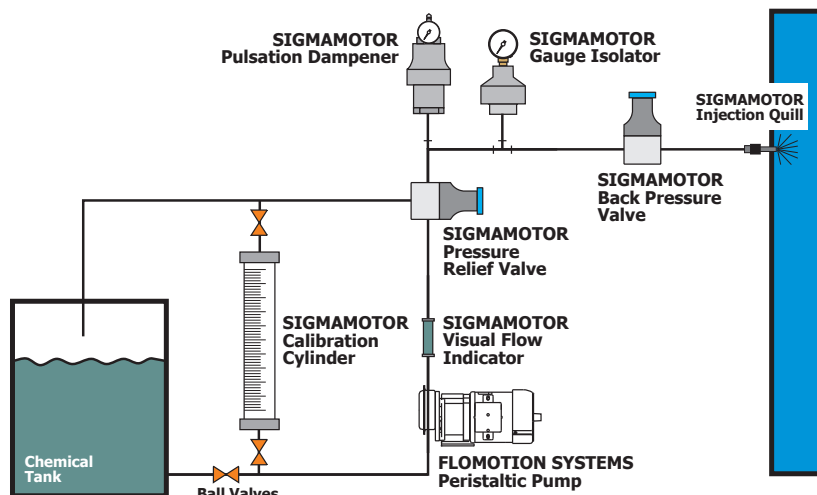 SIGMAMOTOR
Pulsation Dampener
SIGMAMOTOR
Gauge Isolator
SIGMAMOTOR
Injection Quill
SIGMAMOTOR
Back Pressure
Valve
SIGMAMOTOR
Pressure
Relief Valve
SIGMAMOTOR
Calibration
Cylinder
SIGMAMOTOR
Visual Flow
Indicator
Chemical
Tank
Ball Valves
FLOMOTION SYSTEMS
Peristaltic Pump